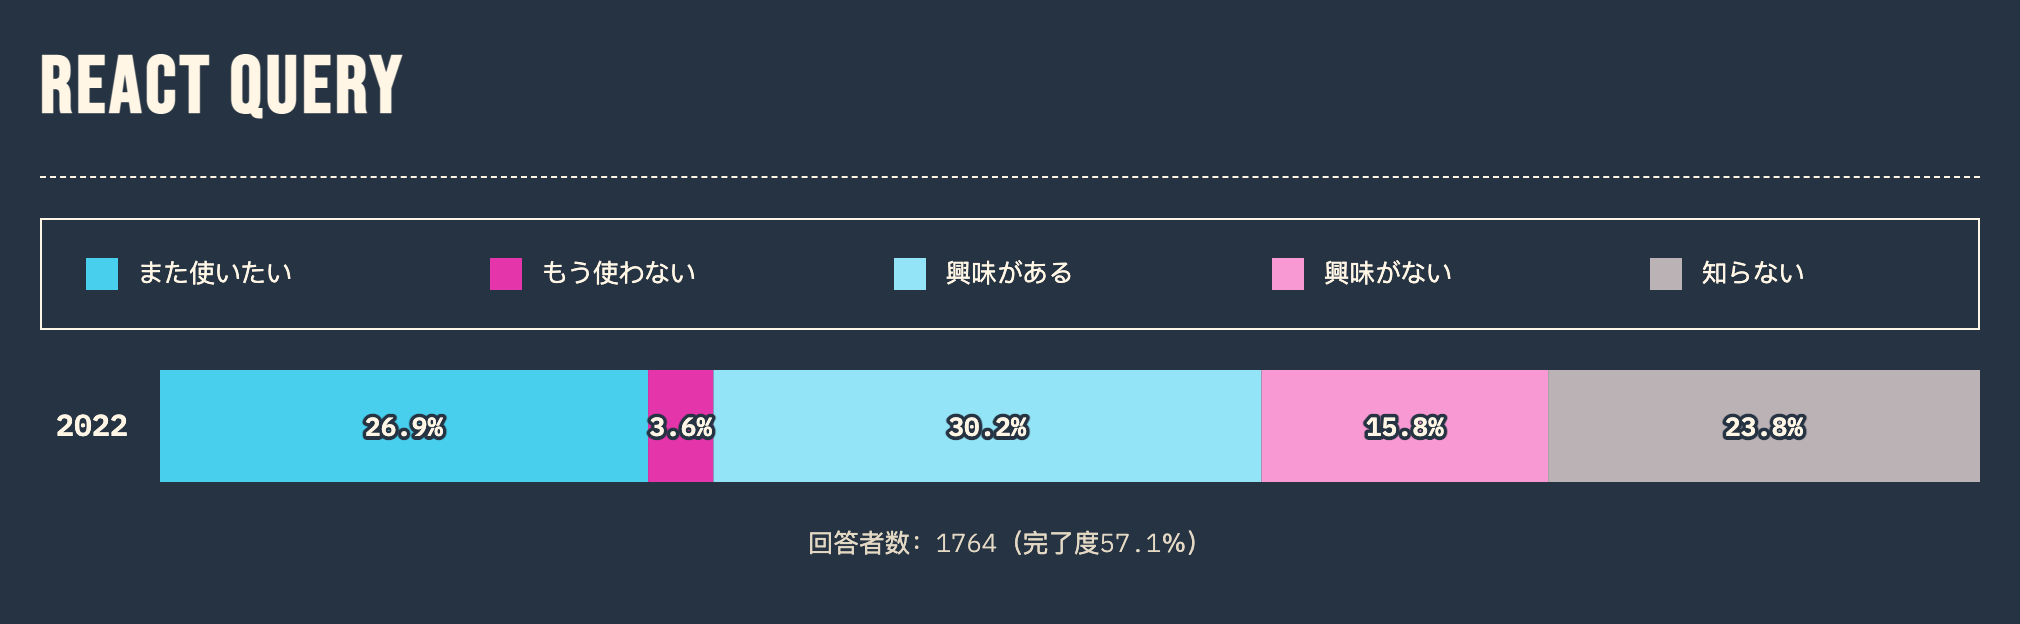 REACT QUERY
また使いたい もう使わない 興味がある 興味がない 知らない
2022 26.9% 3.6% 30.2% 15.8% 23.8%
回答者数: 1764 (完了度57.1%)